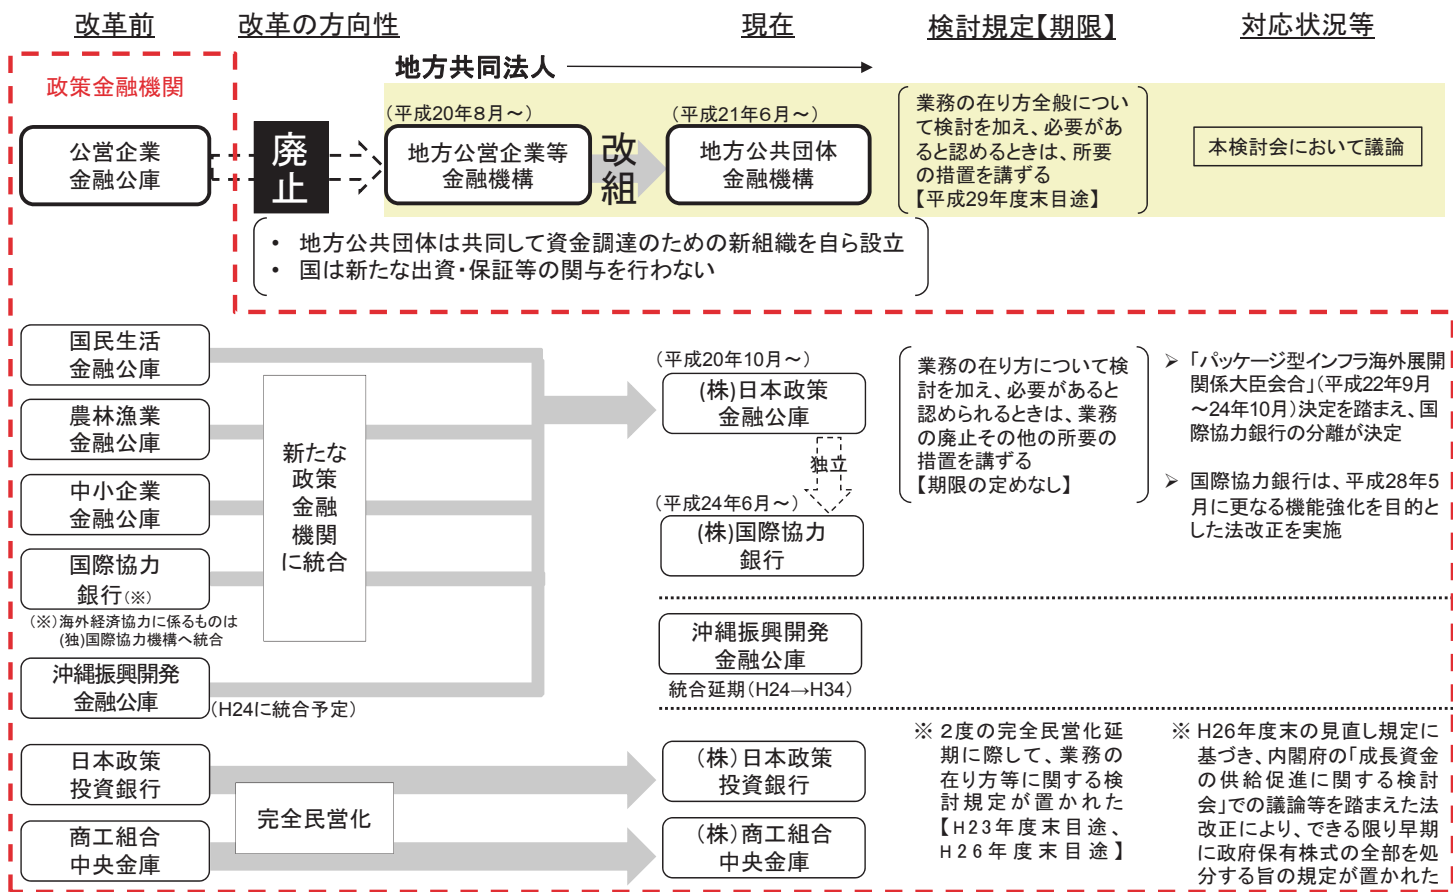 改革前
改革の方向性
現在
検討規定【期限】
対応状況等
政策金融機関
地方共同法人
公営企業
金融公庫
廃止
(平成20年8月～)
地方公営企業等
金融機構
改組
(平成21年6月～)
地方公共団体
金融機構
業務の在り方全般につい
て検討を加え、必要があ
ると認めるときは、所要
の措置を講ずる
【平成29年度末目途】
本検討会において議論
・ 地方公共団体は共同して資金調達のための新組織を自ら設立
・ 国は新たな出資・保証等の関与を行わない
国民生活
金融公庫
農林漁業
金融公庫
中小企業
金融公庫
国際協力
銀行(※)
(※)海外経済協力に係るものは
(独)国際協力機構へ統合
沖縄振興開発
金融公庫
(H24に統合予定)
新たな
政策
金融
機関
に統合
(平成20年10月～)
(株)日本政策
金融公庫
独立
(平成24年6月～)
(株)国際協力
銀行
業務の在り方について検
討を加え、必要があると
認められるときは、業務
の廃止その他の所要の
措置を講ずる
【期限の定めなし】
➢ 「パッケージ型インフラ海外展開
関係大臣会合」(平成22年9月
～24年10月)決定を踏まえ、国
際協力銀行の分離が決定
➢ 国際協力銀行は、平成28年5
月に更なる機能強化を目的と
した法改正を実施
沖縄振興開発
金融公庫
統合延期(H24→H34)
日本政策
投資銀行
商工組合
中央金庫
完全民営化
(株)日本政策
投資銀行
(株)商工組合
中央金庫
※ 2度の完全民営化延
期に際して、業務の
在り方等に関する検
討規定が置かれた
【H23年度末目途、
H26年度末目途】
※ H26年度末の見直し規定に
基づき、内閣府の「成長資金
の供給促進に関する検討
会」での議論等を踏まえた法
改正により、できる限り早期
に政府保有株式の全部を処
分する旨の規定が置かれた